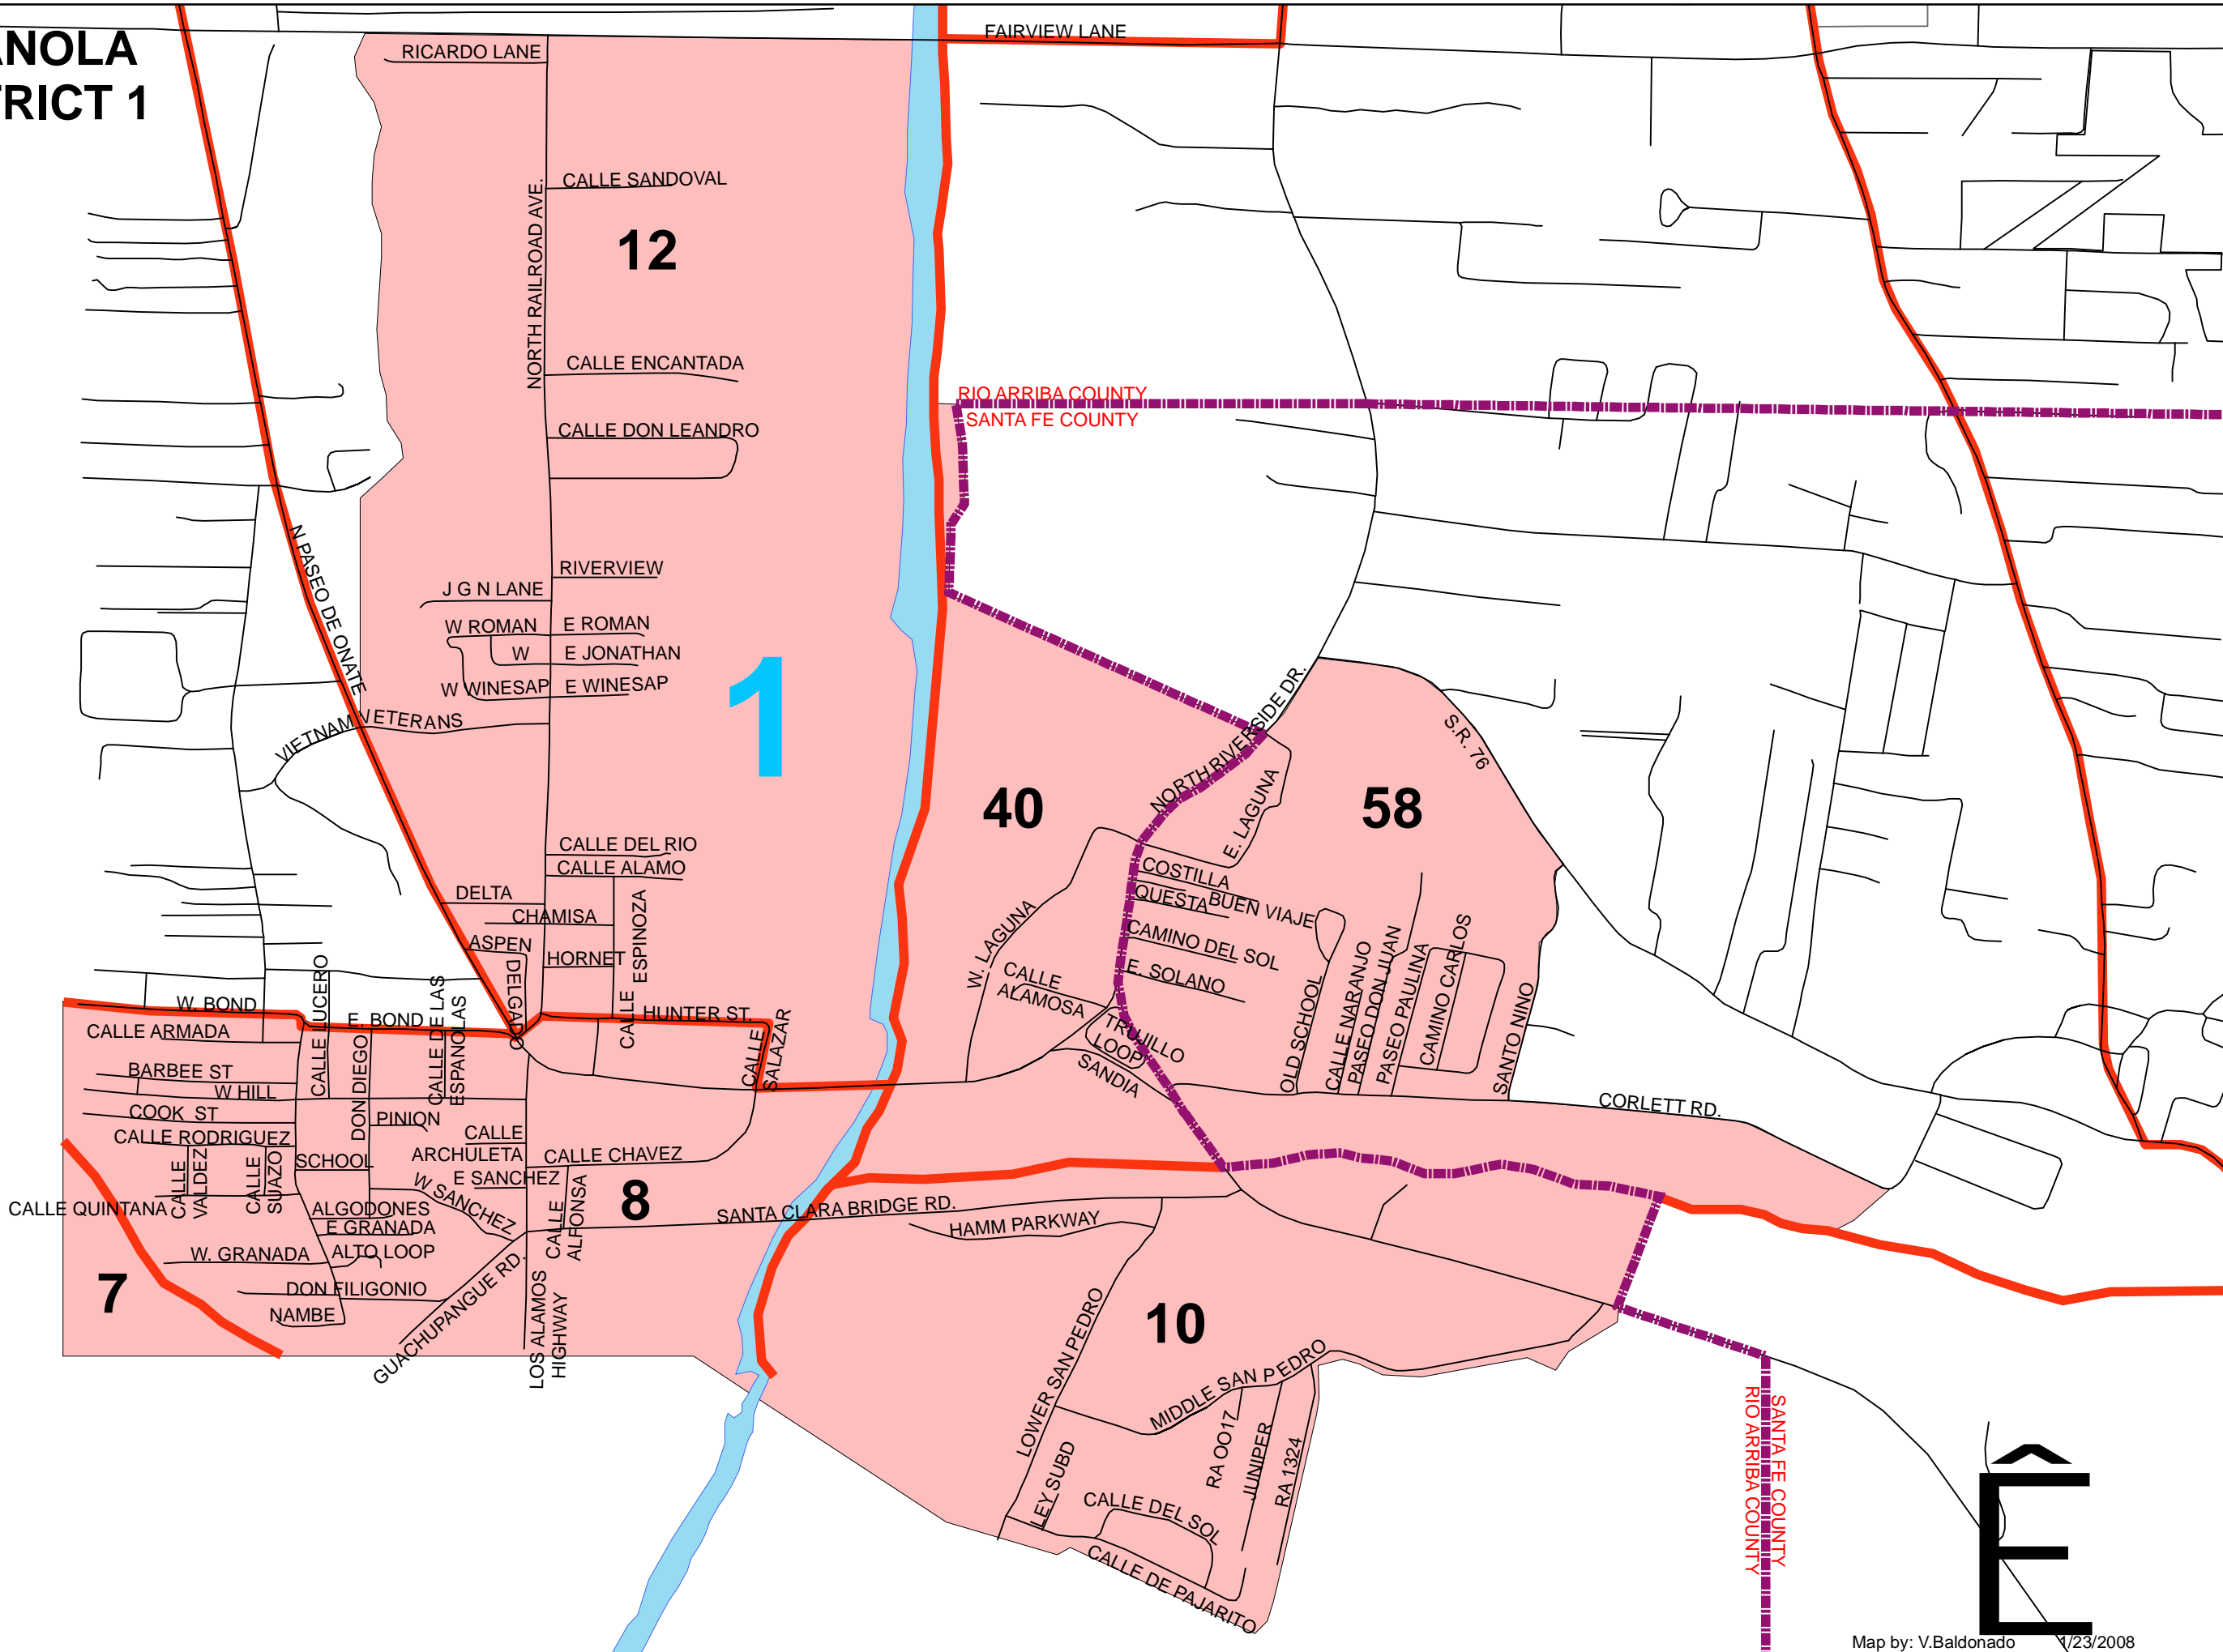 ANOLA
TRICT 1
FAIRVIEW LANE
RICARDO LANE
CALLE SANDOVAL
NORTH RAILROAD AVE.
12
CALLE ENCANTADA
RIO ARRIBA COUNTY
SANTA FE COUNTY
CALLE DON LEANDRO
N PASEO DE ONATE
RIVERVIEW
J G N LANE
W ROMAN
E ROMAN
W
E JONATHAN
W WINESAP
E WINESAP
1
VIETNAM VETERANS
NORTH RIVERSIDE DR.
S.R. 76
40
58
E. LAGUNA
CALLE DEL RIO
CALLE ALAMO
DELTA
CHAMISA
ASPEN
HORNET
CALLE
ESPINOZA
DELGADO
COSTILLA
QUESTA
BUEN VIAJE
CAMINO DEL SOL
E. SOLANO
W. LAGUNA
CALLE
ALAMOSA
TRUJILLO
LOOP
SANDIA
OLD SCHOOL
CALLE NARANJO
PASEO DON JUAN
PASEO PAULINA
CAMINO CARLOS
SANTO NINO
W. BOND
E. BOND
HUNTER ST.
CALLE
SALAZAR
CALLE ARMADA
CALLE LUCERO
DON DIEGO
CALLE DE LAS
ESPANOLAS
BARBEE ST
W HILL
COOK ST
PINION
CORLETT RD.
CALLE RODRIGUEZ
CALLE
ARCHULETA
CALLE CHAVEZ
SCHOOL
CALLE
VALDEZ
CALLE
SUAZO
E SANCHEZ
W SANCHEZ
8
CALLE QUINTANA
ALGODONES
E GRANADA
CALLE
ALFONSA
SANTA CLARA BRIDGE RD.
HAMM PARKWAY
W. GRANADA
ALTO LOOP
7
DON FILIGONIO
NAMBE
GUACHUPANGUE RD.
LOS ALAMOS
HIGHWAY
10
LOWER SAN PEDRO
MIDDLE SAN PEDRO
RA OO17
JUNIPER
RA 1324
LEY SUBD
CALLE DEL SOL
CALLE DE PAJARITO
SANTA FE COUNTY
RIO ARRIBA COUNTY
Ê
Map by: V.Baldonado 1/23/2008